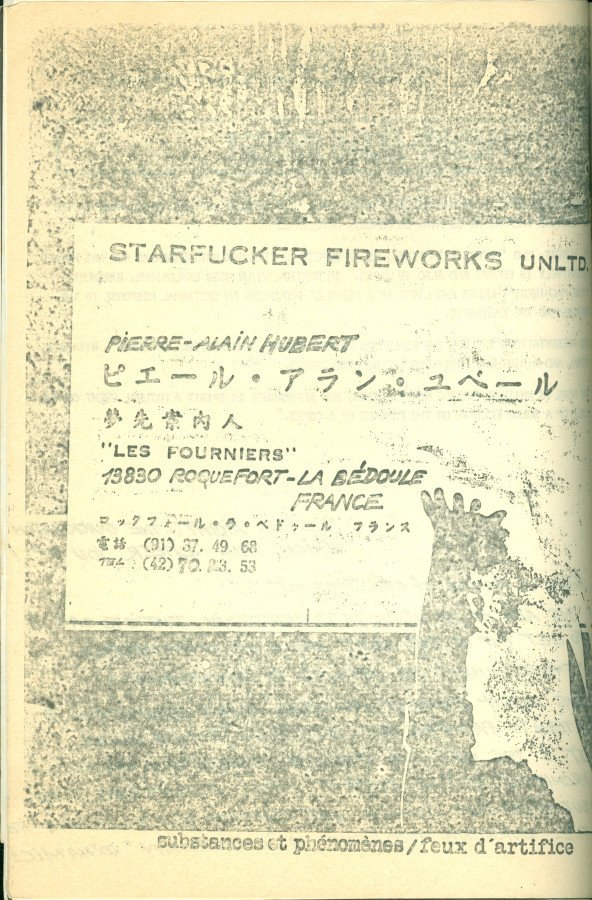 STARFUCKER FIREWORKS UNLTD.
PIERRE-ALAIN HUBERT
ピエール・アラン・ユベール
夢先案内人
"LES FOURNIERS"
13830 ROQUEFORT-LA BÉDOULE
FRANCE
ロックフォール・ラ・ベドゥール フランス
電話 (91) 37. 49. 68
(42) 70. 23. 53
substances et phénomènes/feux d'artifice